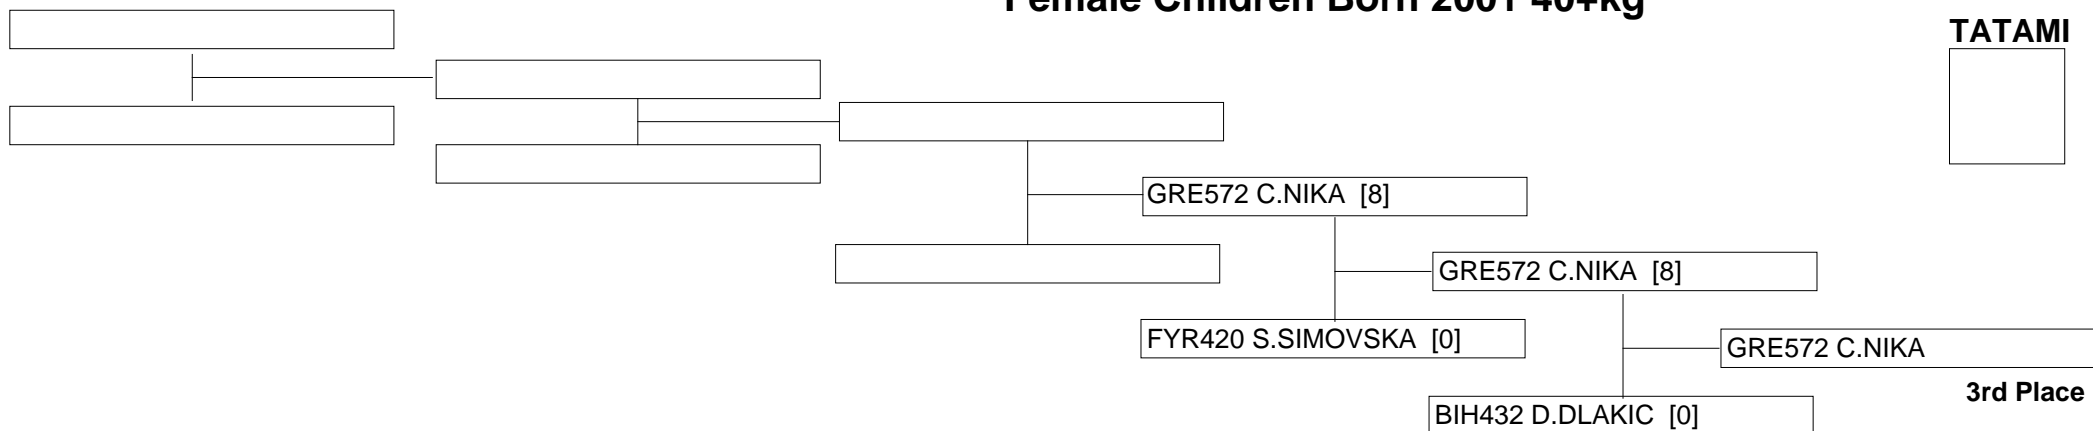 Female Children Born 2001 40+kg
TATAMI
GRE572 C.NIKA [8]
GRE572 C.NIKA [8]
FYR420 S.SIMOVSKA [0]
GRE572 C.NIKA
3rd Place
BIH432 D.DLAKIC [0]